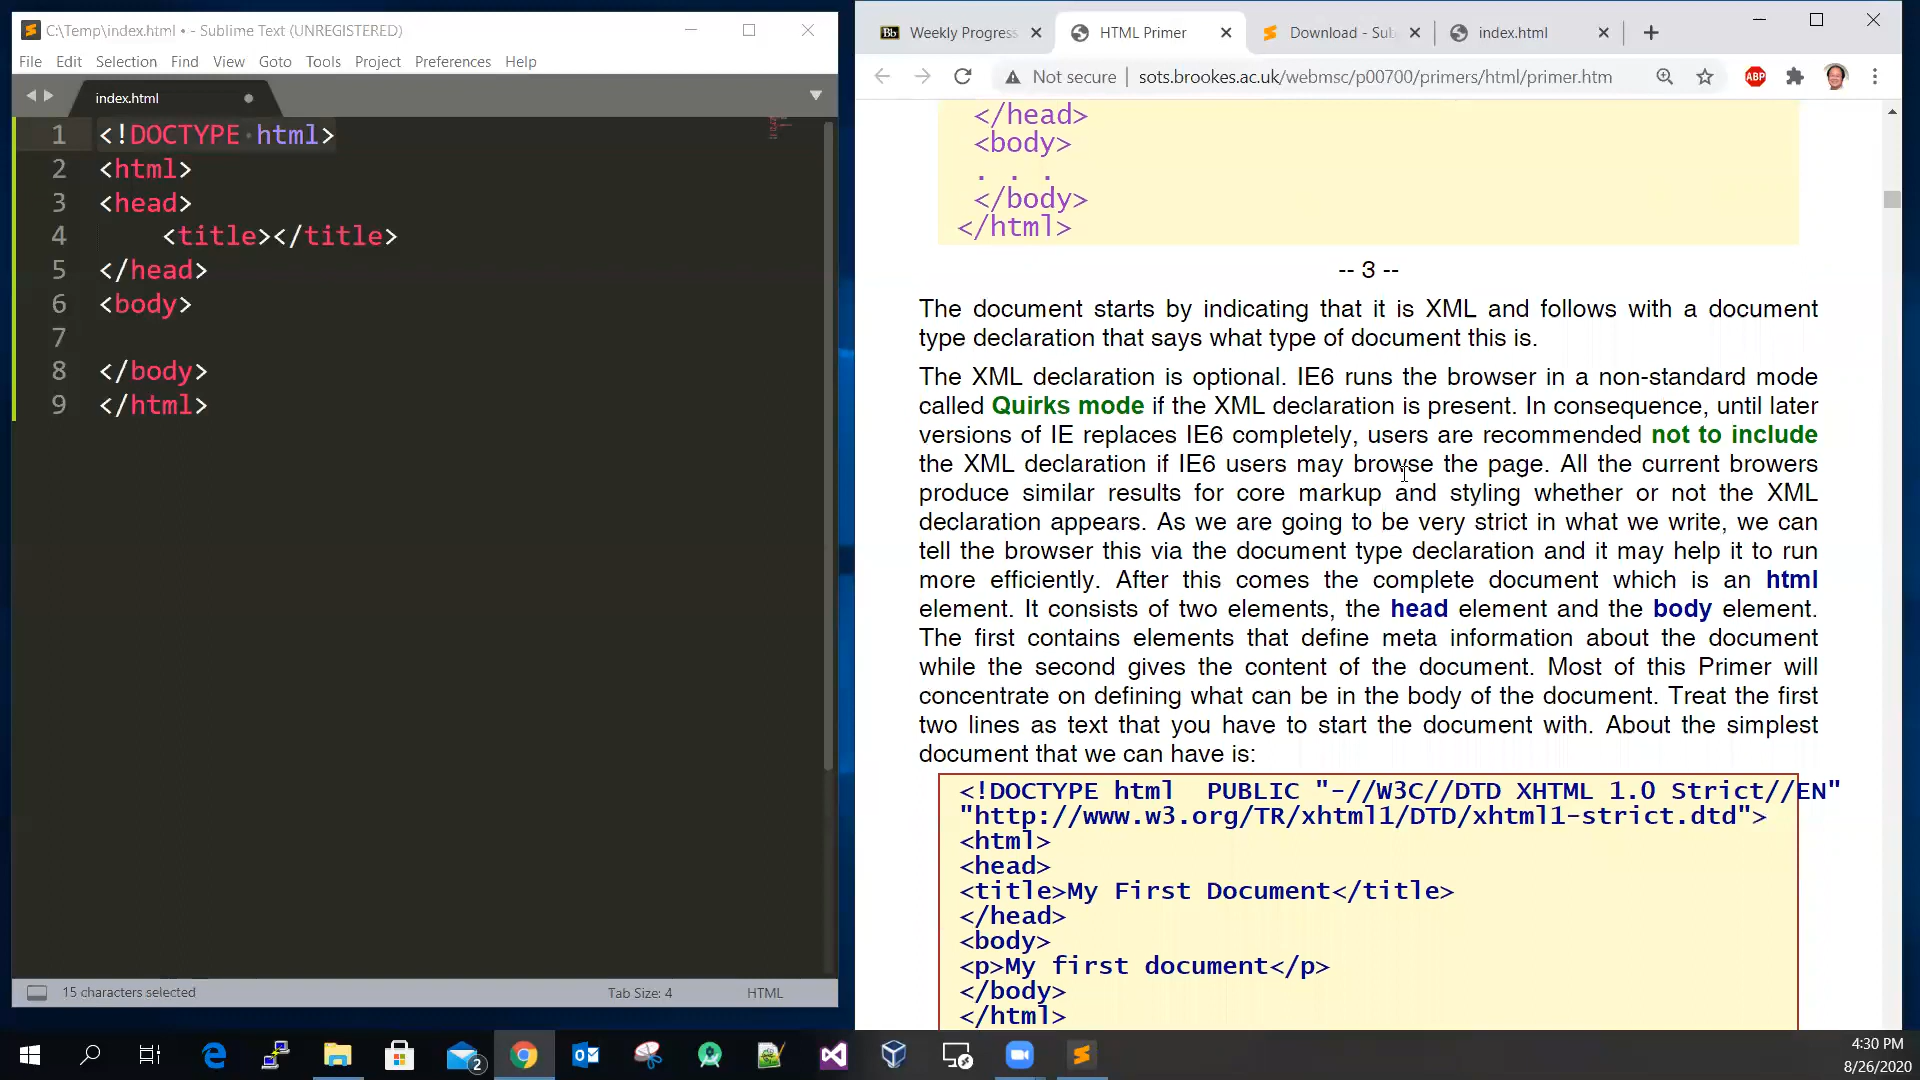 C:\Temp\index.html • - Sublime Text (UNREGISTERED)
File Edit Selection Find View Goto Tools Project Preferences Help
index.html
1 <!DOCTYPE html>
2 <html>
3 <head>
4 <title></title>
5 </head>
6 <body>
7
8 </body>
9 </html>
15 characters selected
Tab Size: 4
HTML
Bb Weekly Progress
HTML Primer
Download - Sub
index.html
Not secure | sots.brookes.ac.uk/webmsc/p00700/primers/html/primer.htm
ABP
</head>
<body>
. . .
</body>
</html>
-- 3 --
The document starts by indicating that it is XML and follows with a document
type declaration that says what type of document this is.
The XML declaration is optional. IE6 runs the browser in a non-standard mode
called Quirks mode if the XML declaration is present. In consequence, until later
versions of IE replaces IE6 completely, users are recommended not to include
the XML declaration if IE6 users may browse the page. All the current browers
produce similar results for core markup and styling whether or not the XML
declaration appears. As we are going to be very strict in what we write, we can
tell the browser this via the document type declaration and it may help it to run
more efficiently. After this comes the complete document which is an html
element. It consists of two elements, the head element and the body element.
The first contains elements that define meta information about the document
while the second gives the content of the document. Most of this Primer will
concentrate on defining what can be in the body of the document. Treat the first
two lines as text that you have to start the document with. About the simplest
document that we can have is:
<!DOCTYPE html PUBLIC "-//W3C//DTD XHTML 1.0 Strict//EN"
"http://www.w3.org/TR/xhtml1/DTD/xhtml1-strict.dtd">
<html>
<head>
<title>My First Document</title>
</head>
<body>
<p>My first document</p>
</body>
</html>
2
4:30 PM
8/26/2020